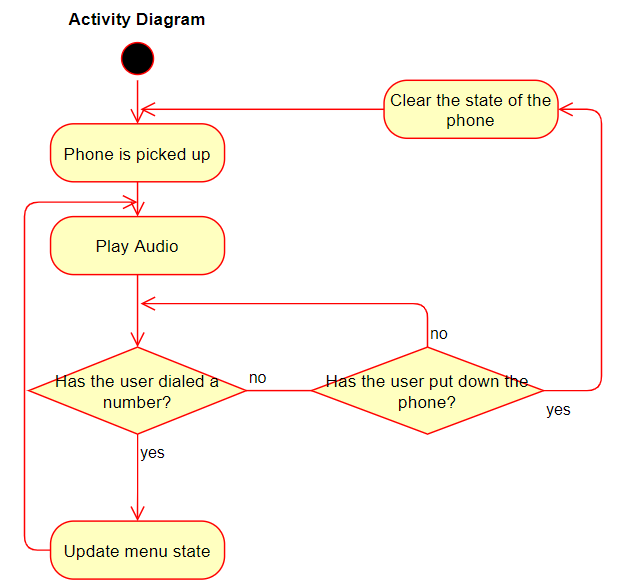 Activity Diagram
Clear the state of the
phone
Phone is picked up
Play Audio
no
Has the user dialed a
number?
no
Has the user put down the
phone?
yes
yes
Update menu state